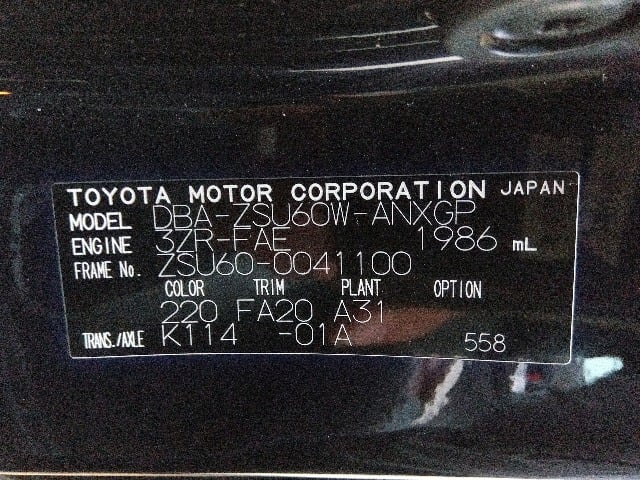 TOYOTA MOTOR CORPORATION JAPAN
MODEL DBA-ZSU60W-ANXGP
ENGINE 3ZR-FAE 1986 mL
FRAME No. ZSU60-0041100
COLOR TRIM PLANT OPTION
220 FA20 A31
TRANS./AXLE K114 -01A 558